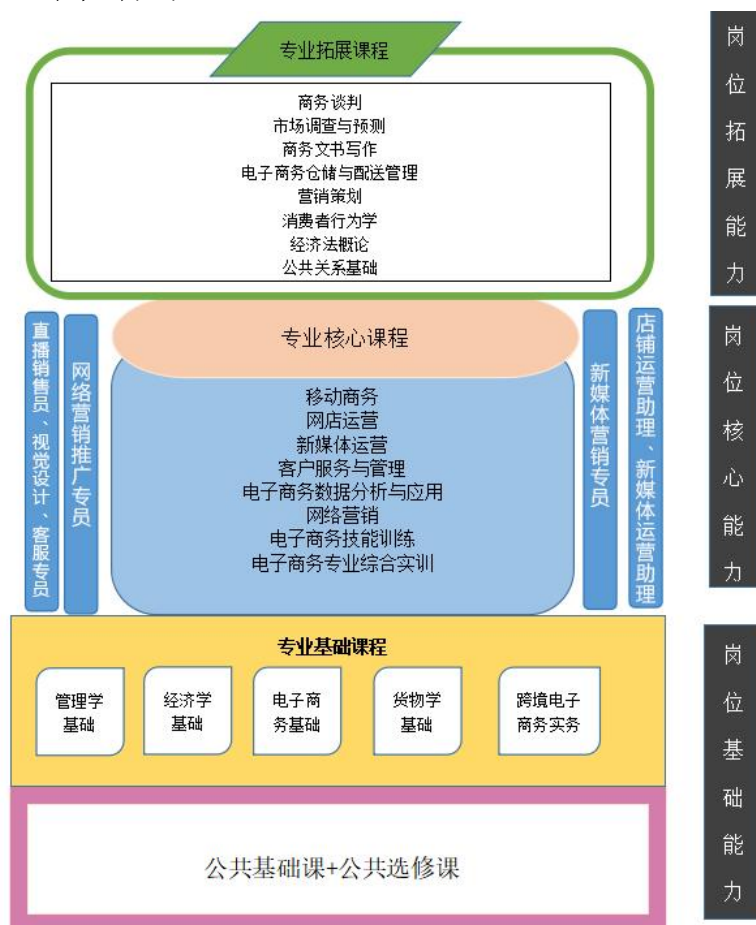 专业拓展课程
商务谈判
市场调查与预测
商务文书写作
电子商务仓储与配送管理
营销策划
消费者行为学
经济法概论
公共关系基础
岗位拓展能力
直播销售员、视觉设计、客服专员
网络营销推广专员
专业核心课程
移动商务
网店运营
新媒体运营
客户服务与管理
电子商务数据分析与应用
网络营销
电子商务技能训练
电子商务专业综合实训
新媒体营销专员
店铺运营助理、新媒体运营助理
岗位核心能力
专业基础课程
管理学
基础
经济学
基础
电子商
务基础
货物学
基础
跨境电子
商务实务
岗位基础能力
公共基础课+公共选修课